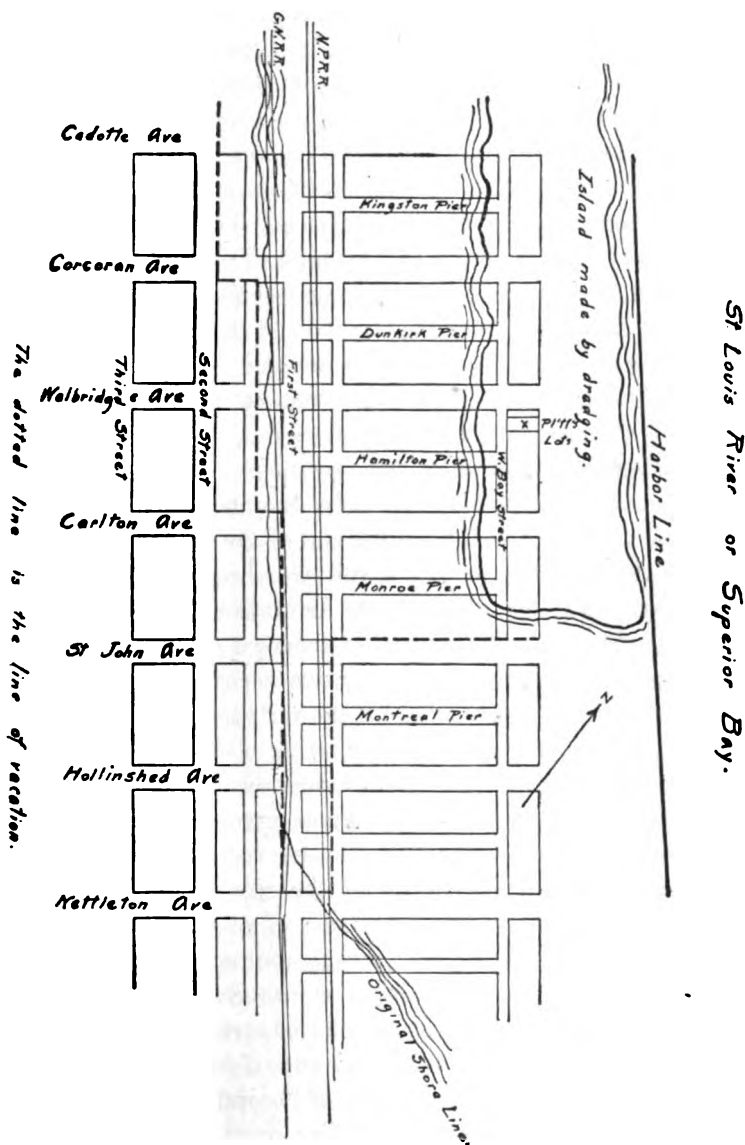 G.N.R.R.
N.P.R.R.
Cadotte Ave
Kingston Pier
Island made by dredging.
Corcoran Ave
Dunkirk Pier
St. Louis River or Superior Bay.
Harbor Line
Second Street
Third Street
First Street
Walbridge Ave
Pltf's
Lots
x
Hamilton Pier
W. Bay Street
Carlton Ave
Monroe Pier
St John Ave
Montreal Pier
N
Hollinshed Ave
Nettleton Ave
Original Shore Line.
The dotted line is the line of vacation.